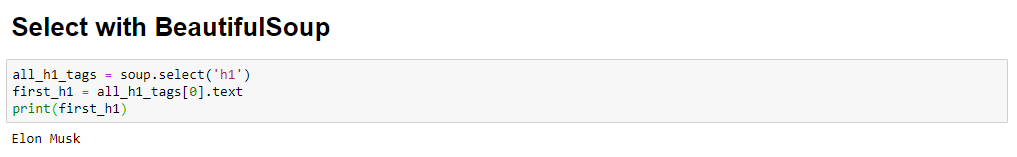 Select with BeautifulSoup
all_h1_tags = soup.select('h1')
first_h1 = all_h1_tags[0].text
print(first_h1)
Elon Musk